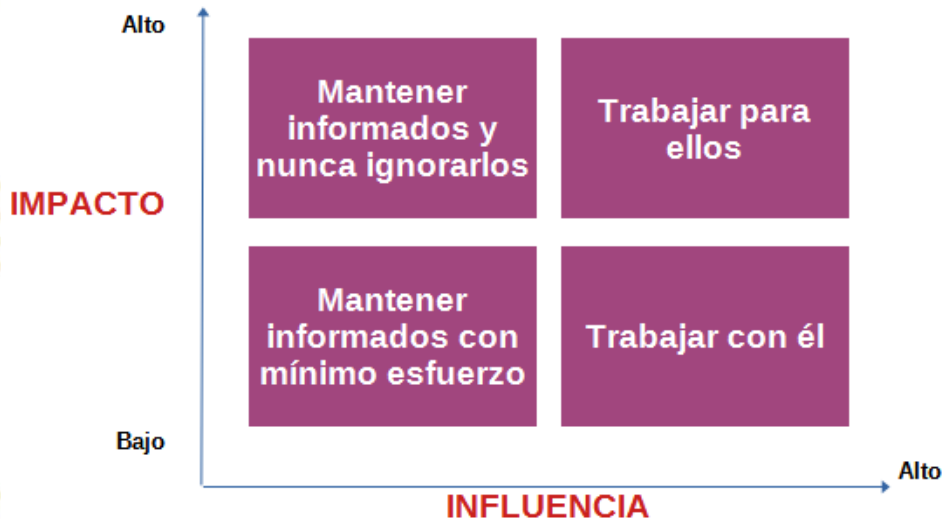 Alto
Mantener
informados y
nunca ignorarlos
Trabajar para
ellos
IMPACTO
Mantener
informados con
mínimo esfuerzo
Trabajar con él
Bajo
Alto
INFLUENCIA